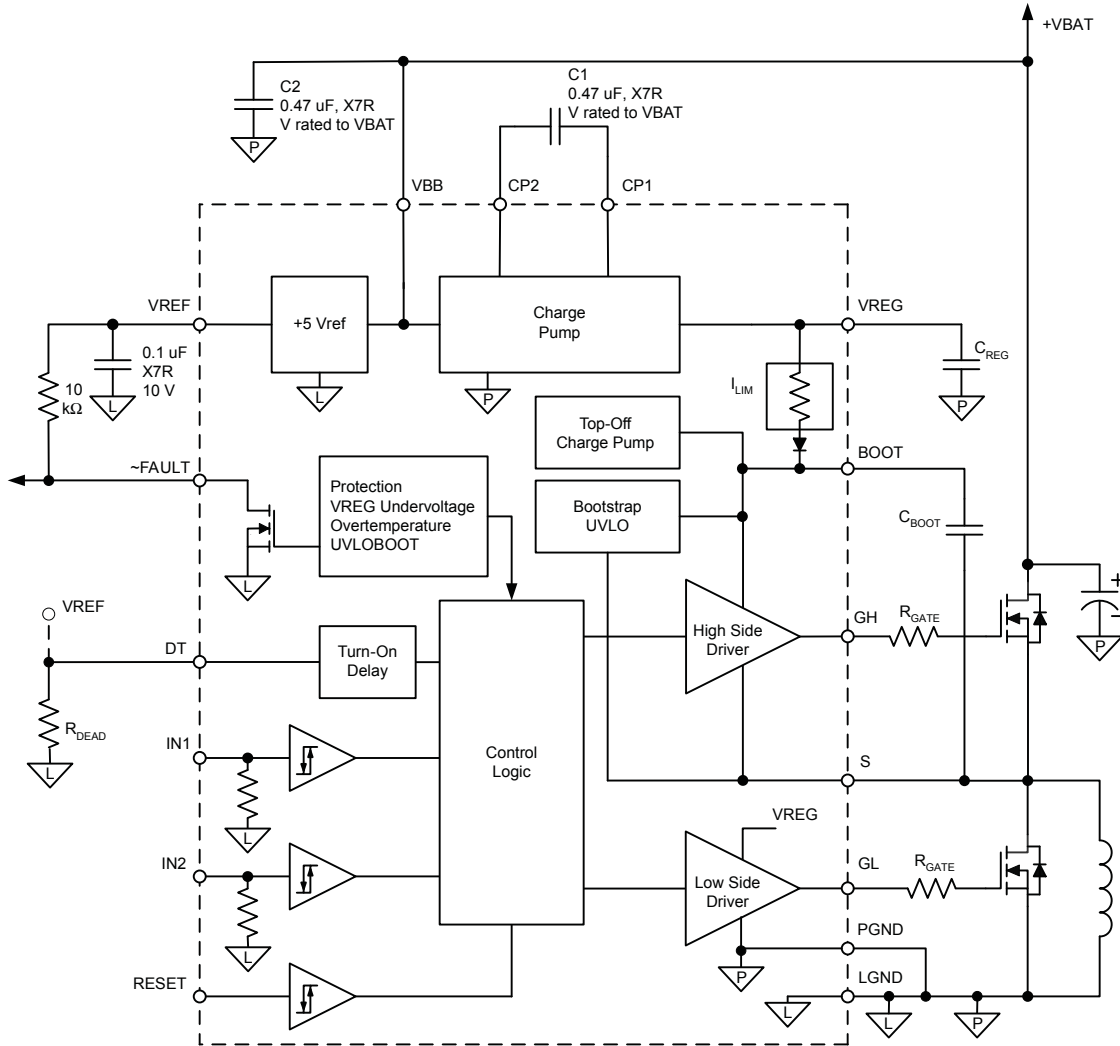 +VBAT
C2
0.47 uF, X7R
V rated to VBAT
C1
0.47 uF, X7R
V rated to VBAT
P
VBB
CP2
CP1
VREF
+5 Vref
Charge
Pump
VREG
0.1 uF
X7R
10 V
10
kΩ
L
L
P
CREG
P
ILIM
Top-Off
Charge Pump
BOOT
~FAULT
Protection
VREG Undervoltage
Overtemperature
UVLOBOOT
Bootstrap
UVLO
CBOOT
L
VREF
+
–
P
DT
Turn-On
Delay
High Side
Driver
GH
RGATE
RDEAD
L
IN1
Control
Logic
S
L
VREG
IN2
Low Side
Driver
GL
RGATE
L
PGND
P
RESET
LGND
L
L
P